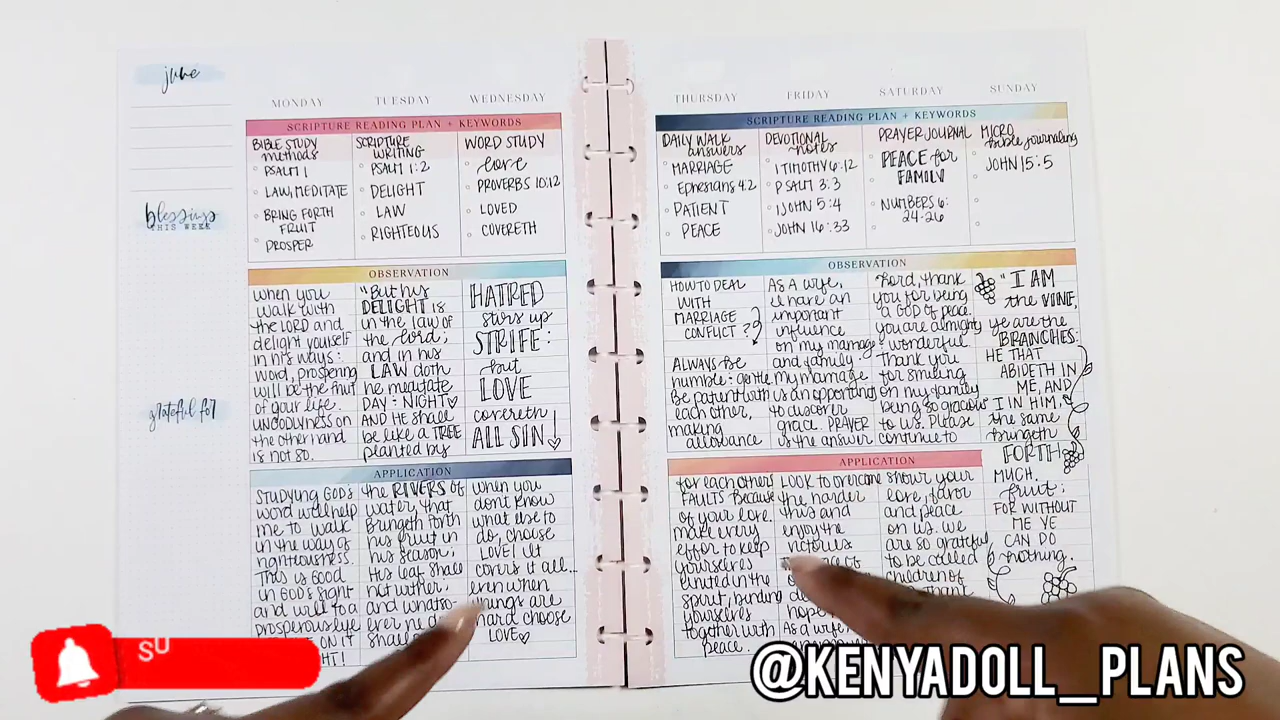 june
blessings
THIS WEEK
grateful for
MONDAY
TUESDAY
WEDNESDAY
SCRIPTURE READING PLAN + KEYWORDS
BIBLE STUDY
methods
PSALM 1
LAW, MEDITATE
BRING FORTH
FRUIT
PROSPER
SCRIPTURE
WRITING
PSALM 1:2
DELIGHT
LAW
RIGHTEOUS
WORD STUDY
love
PROVERBS 10:12
LOVED
COVERETH
OBSERVATION
when you
walk with
the LORD and
delight yourself
in his ways:
word, prospering
will be the fruit
of your life.
UNGODLYNESS on
the other hand
is not so.
"But his
DELIGHT is
in the law of
the Lord;
and in his
LAW doth
he meditate
DAY : NIGHT♡
AND HE shall
be like a TREE
planted by
HATRED
stirs up
STRIFE:
but
LOVE
covereth
ALL SIN!
APPLICATION
STUDYING GOD'S
word will help
me to walk
in the way of
righteousness.
This is GOOD
in GOD'S sight
and will to a
prosperous life
ON IT
the RIVERS of
water, that
bringeth forth
his fruit in
his season;
His leaf shall
not wither.
and whatso-
ever he d
shall
when you
don't know
what else to
do, choose
LOVE! it
covers it all...
even when
things are
hard choose
LOVE♡
THURSDAY
FRIDAY
SATURDAY
SUNDAY
SCRIPTURE READING PLAN + KEYWORDS
DAILY WALK
answers
MARRIAGE
Ephesians 4:2
PATIENT
PEACE
DEVOTIONAL
notes
1 TIMOTHY 6:12
PSALM 3:3
1 JOHN 5:4
JOHN 16:33
PRAYER JOURNAL
PEACE for
FAMILY
NUMBERS 6:
24-26
MICRO
bible journaling
JOHN 15:5
OBSERVATION
HOW TO DEAL
WITH
MARRIAGE
CONFLICT ??
ALWAYS be
humble: gentle
Be patient with
each other,
making
allowance
AS A wife,
I have an
important
influence
on my marriage
and family.
my marriage
is an opportunity
to discover
grace. PRAYER
is the answer
Lord, thank
you for being
a GOD of peace.
you are almighty
: wonderful
Thank you
for smiling
on my family
being so gracious
to us. Please
continue to
"I AM
the VINE,
ye are the
BRANCHES:
HE THAT
ABIDETH IN
ME, AND
I IN HIM,
the same
bringeth
FORTH
MUCH,
fruit:
FOR WITHOUT
ME YE
CAN DO
nothing.
APPLICATION
for each other's
FAULTS Because
of your love.
make every
effor to keep
yourselves
united in the
spirit, binding
yourselves
together with
peace.
LOOK to overcome
the harder
this and
enjoy the
victories
hope
As a wife
show your
love, favor
and peace
on us. we
are so grateful
to be called
children of
SU
@KENYADOLL_PLANS